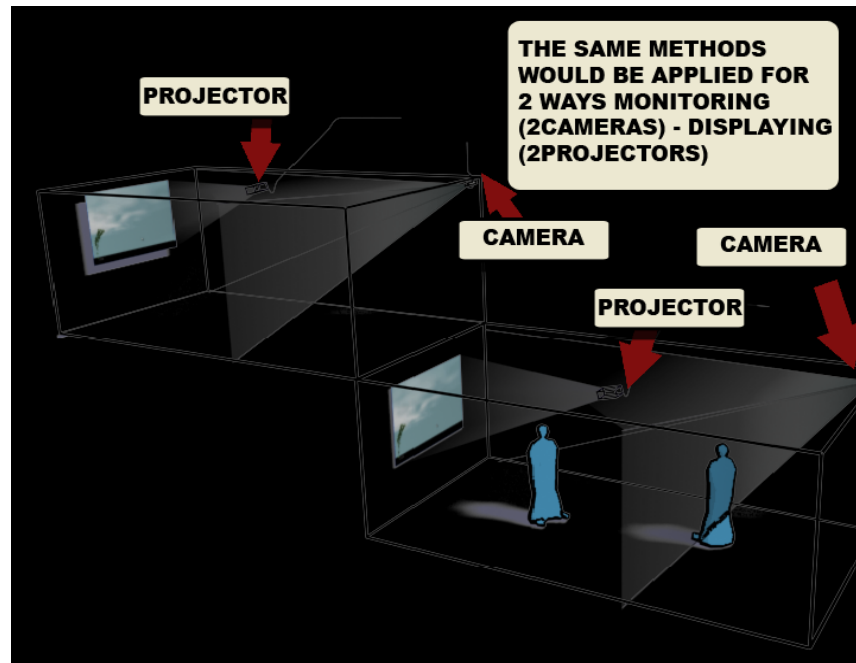 THE SAME METHODS
WOULD BE APPLIED FOR
2 WAYS MONITORING
(2CAMERAS) - DISPLAYING
(2PROJECTORS)
PROJECTOR
CAMERA
CAMERA
PROJECTOR